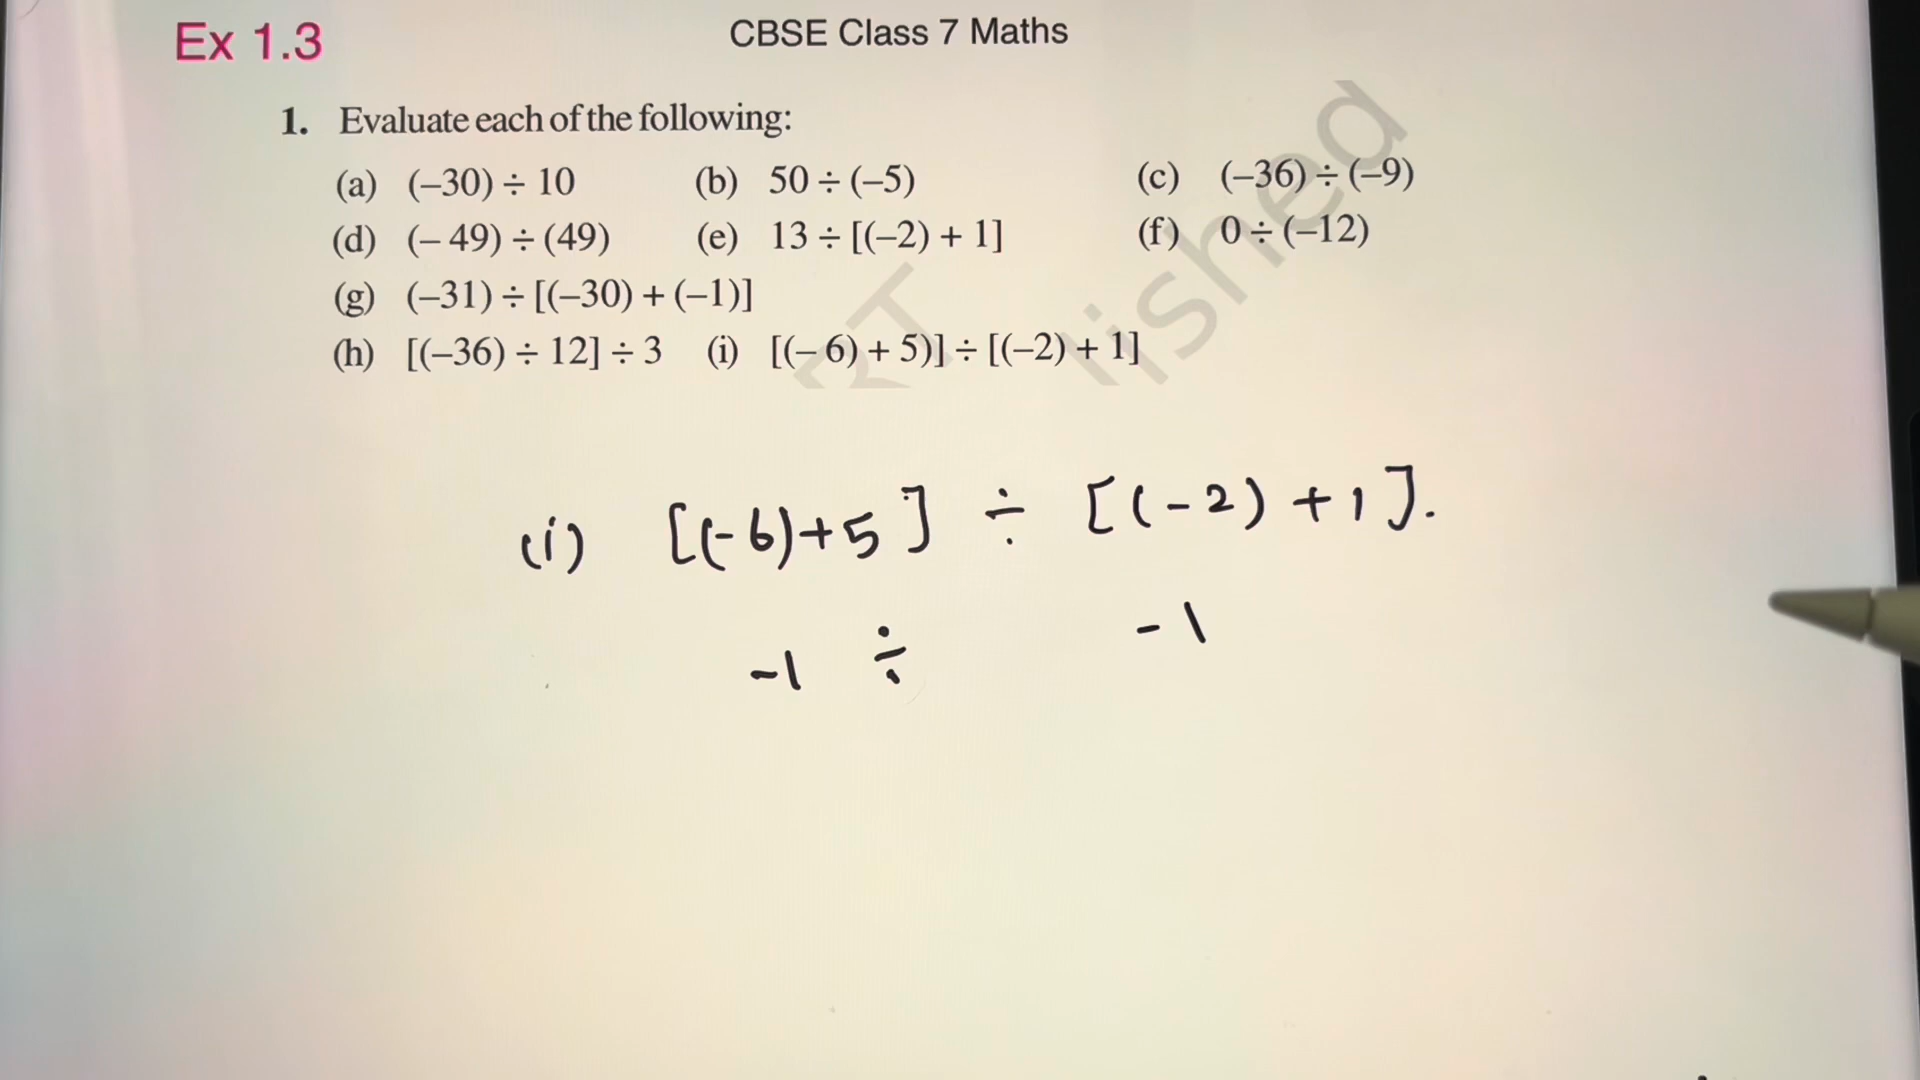 Ex 1.3
CBSE Class 7 Maths
1. Evaluate each of the following:
(a) (–30) ÷ 10 (b) 50 ÷ (–5) (c) (–36) ÷ (–9)
(d) (– 49) ÷ (49) (e) 13 ÷ [(–2) + 1] (f) 0 ÷ (–12)
(g) (–31) ÷ [(–30) + (–1)]
(h) [(–36) ÷ 12] ÷ 3 (i) [(– 6) + 5)] ÷ [(–2) + 1]
(i) [(-6)+5] ÷ [(-2)+1].
-1 ÷ -1